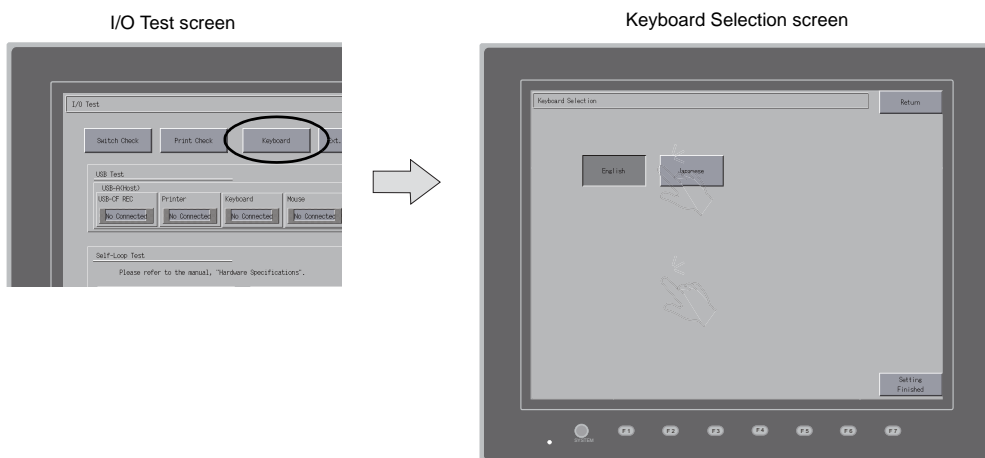 I/O Test screen
Keyboard Selection screen
I/O Test
Switch Check
Print Check
Keyboard
Ext.
USB Test
USB-A(Host)
USB-CF REC
Printer
Keyboard
Mouse
No Connected
No Connected
No Connected
No Connected
Self-Loop Test
Please refer to the manual, "Hardware Specifications".
Keyboard Selection
Return
English
Japanese
Setting
Finished
SYSTEM
F1
F2
F3
F4
F5
F6
F7